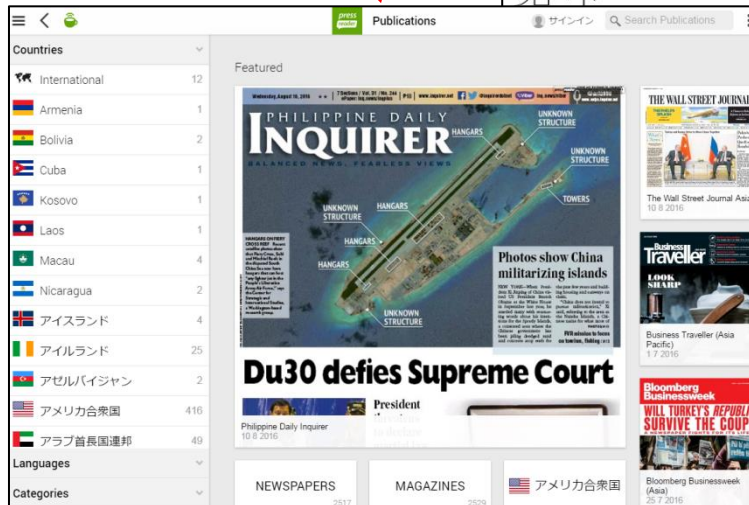 press
reader
Publications
サインイン
Search Publications
Countries
International 12
Armenia 1
Bolivia 2
Cuba 1
Kosovo 1
Laos 1
Macau 4
Nicaragua 2
アイスランド 4
アイルランド 25
アゼルバイジャン 2
アメリカ合衆国 416
アラブ首長国連邦 49
Languages
Categories
Featured
Wednesday, August 10, 2016
PHILIPPINE DAILY
INQUIRER
BALANCED NEWS, FEARLESS VIEWS
HANGARS
UNKNOWN
STRUCTURE
UNKNOWN
STRUCTURE
TOWERS
UNKNOWN
STRUCTURE
HANGARS
HANGARS
HANGARS
UNKNOWN
STRUCTURE
Photos show China
militarizing islands
Du30 defies Supreme Court
President
Philippine Daily Inquirer
10 8 2016
NEWSPAPERS
2517
MAGAZINES
2529
アメリカ合衆国
THE WALL STREET JOURNAL
The Wall Street Journal Asia
10 8 2016
Business
Traveller
LOOK
SHARP
Business Traveller (Asia
Pacific)
1 7 2016
Bloomberg
Businessweek
WILL TURKEY'S REPUBLIC
SURVIVE THE COUP
Bloomberg Businessweek
(Asia)
25 7 2016